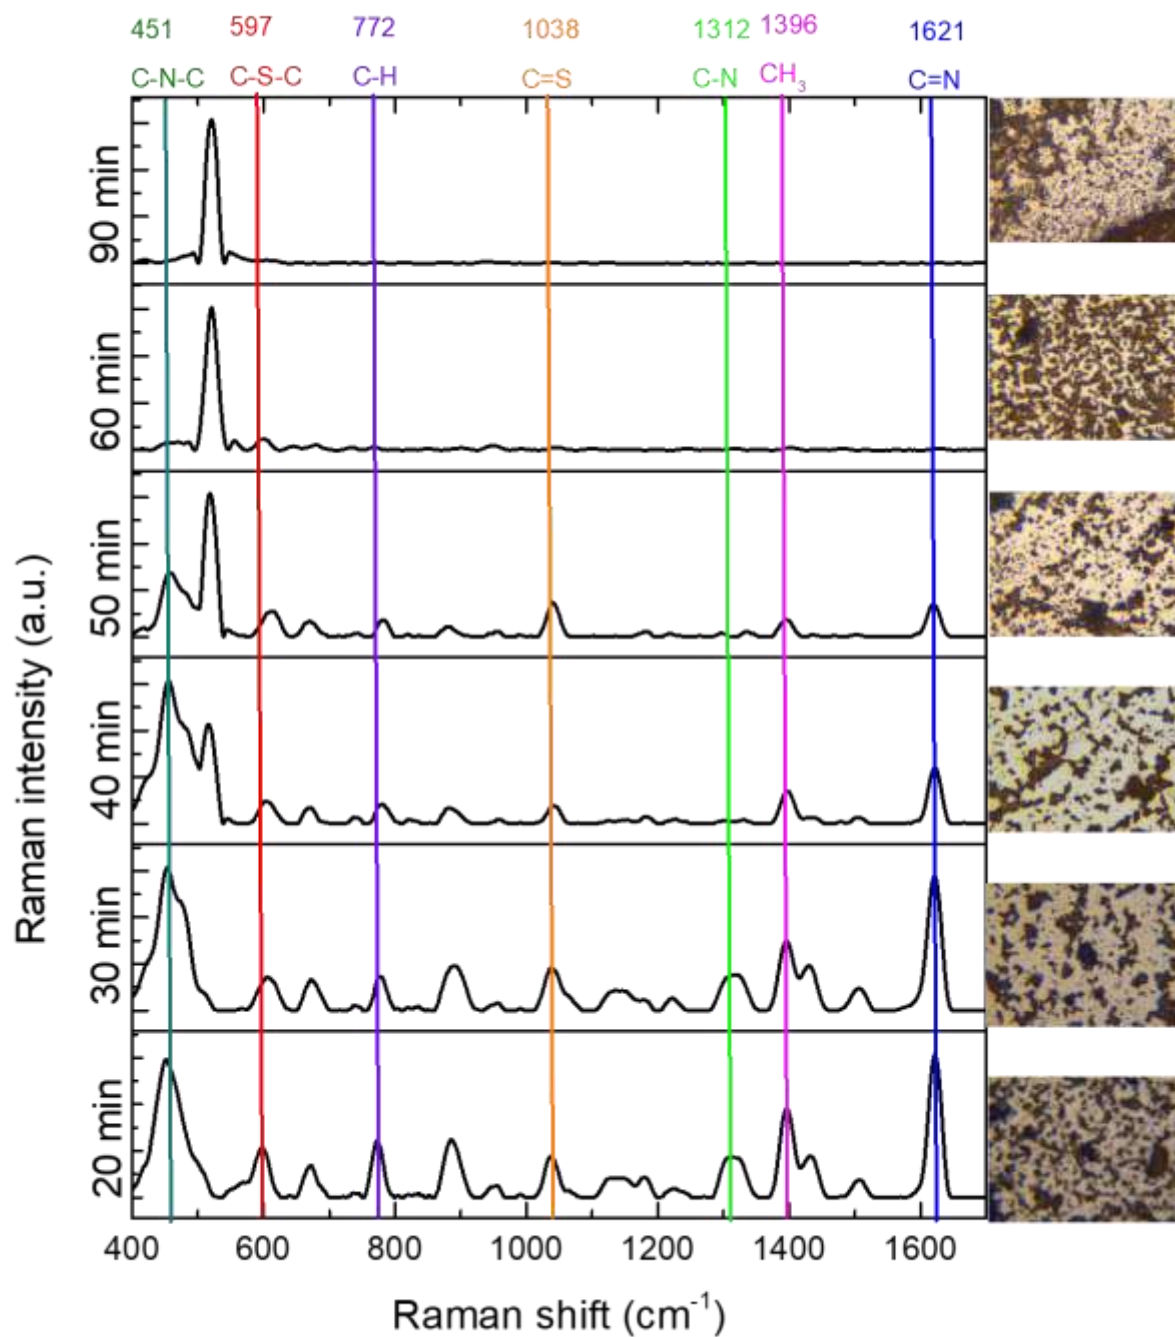 451 597 772 1038 1312 1396 1621
C-N-C C-S-C C-H C=S C-N CH₃ C=N
90 min
60 min
50 min
40 min
30 min
20 min
Raman intensity (a.u.)
400 600 800 1000 1200 1400 1600
Raman shift (cm⁻¹)